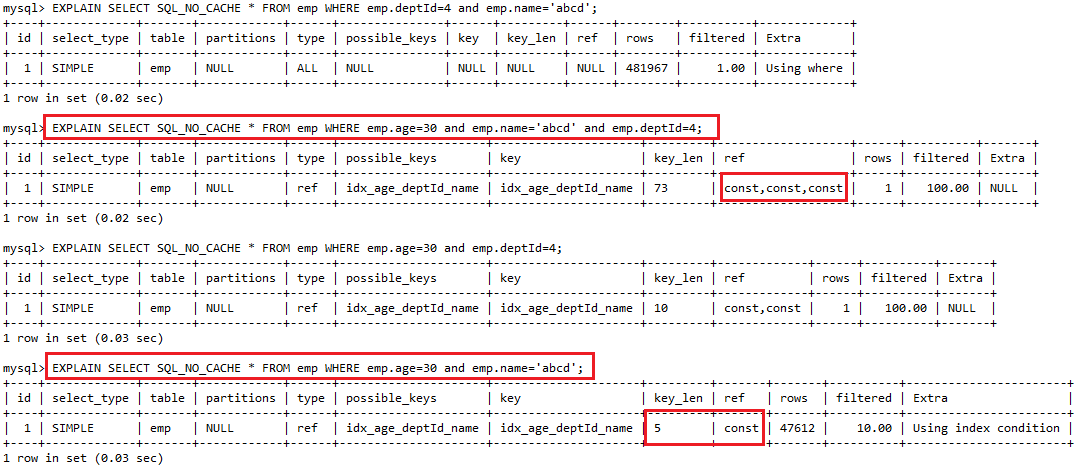 mysql> EXPLAIN SELECT SQL_NO_CACHE * FROM emp WHERE emp.deptId=4 and emp.name='abcd';
+----+-------------+-------+------------+------+---------------+------+---------+------+--------+----------+-------------+
| id | select_type | table | partitions | type | possible_keys | key | key_len | ref | rows | filtered | Extra |
+----+-------------+-------+------------+------+---------------+------+---------+------+--------+----------+-------------+
| 1 | SIMPLE | emp | NULL | ALL | NULL | NULL | NULL | NULL | 481967 | 1.00 | Using where |
+----+-------------+-------+------------+------+---------------+------+---------+------+--------+----------+-------------+
1 row in set (0.02 sec)
mysql> EXPLAIN SELECT SQL_NO_CACHE * FROM emp WHERE emp.age=30 and emp.name='abcd' and emp.deptId=4;
+----+-------------+-------+------------+------+---------------------+---------------------+---------+-------------------+------+----------+-------+
| id | select_type | table | partitions | type | possible_keys | key | key_len | ref | rows | filtered | Extra |
+----+-------------+-------+------------+------+---------------------+---------------------+---------+-------------------+------+----------+-------+
| 1 | SIMPLE | emp | NULL | ref | idx_age_deptId_name | idx_age_deptId_name | 73 | const,const,const | 1 | 100.00 | NULL |
+----+-------------+-------+------------+------+---------------------+---------------------+---------+-------------------+------+----------+-------+
1 row in set (0.02 sec)
mysql> EXPLAIN SELECT SQL_NO_CACHE * FROM emp WHERE emp.age=30 and emp.deptId=4;
+----+-------------+-------+------------+------+---------------------+---------------------+---------+-------------+------+----------+-------+
| id | select_type | table | partitions | type | possible_keys | key | key_len | ref | rows | filtered | Extra |
+----+-------------+-------+------------+------+---------------------+---------------------+---------+-------------+------+----------+-------+
| 1 | SIMPLE | emp | NULL | ref | idx_age_deptId_name | idx_age_deptId_name | 10 | const,const | 1 | 100.00 | NULL |
+----+-------------+-------+------------+------+---------------------+---------------------+---------+-------------+------+----------+-------+
1 row in set (0.03 sec)
mysql> EXPLAIN SELECT SQL_NO_CACHE * FROM emp WHERE emp.age=30 and emp.name='abcd';
+----+-------------+-------+------------+------+---------------------+---------------------+---------+-------+-------+----------+-----------------------+
| id | select_type | table | partitions | type | possible_keys | key | key_len | ref | rows | filtered | Extra |
+----+-------------+-------+------------+------+---------------------+---------------------+---------+-------+-------+----------+-----------------------+
| 1 | SIMPLE | emp | NULL | ref | idx_age_deptId_name | idx_age_deptId_name | 5 | const | 47612 | 10.00 | Using index condition |
+----+-------------+-------+------------+------+---------------------+---------------------+---------+-------+-------+----------+-----------------------+
1 row in set (0.03 sec)